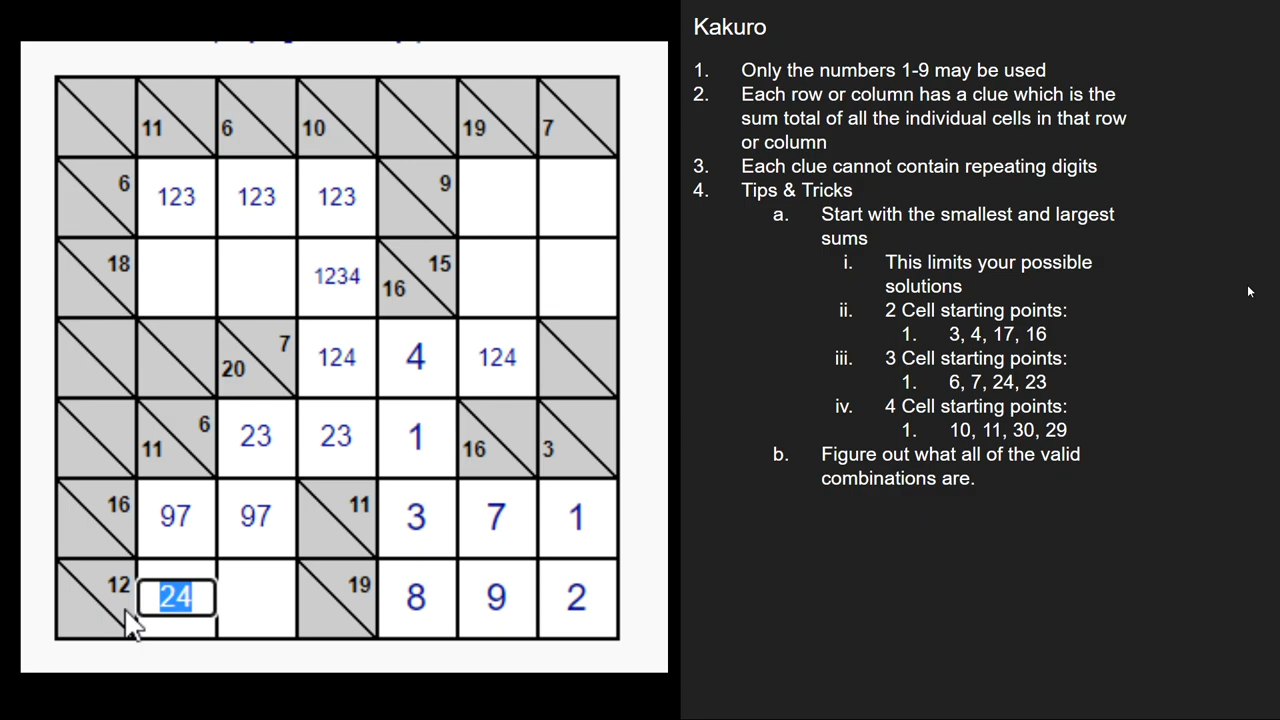 11 6 10 19 7
6 123 123 123 9
18 1234 16 15
20 7 124 4 124
11 6 23 23 1 16 3
16 97 97 11 3 7 1
12 24 19 8 9 2
Kakuro
1. Only the numbers 1-9 may be used
2. Each row or column has a clue which is the
sum total of all the individual cells in that row
or column
3. Each clue cannot contain repeating digits
4. Tips & Tricks
a. Start with the smallest and largest
sums
i. This limits your possible
solutions
ii. 2 Cell starting points:
1. 3, 4, 17, 16
iii. 3 Cell starting points:
1. 6, 7, 24, 23
iv. 4 Cell starting points:
1. 10, 11, 30, 29
b. Figure out what all of the valid
combinations are.